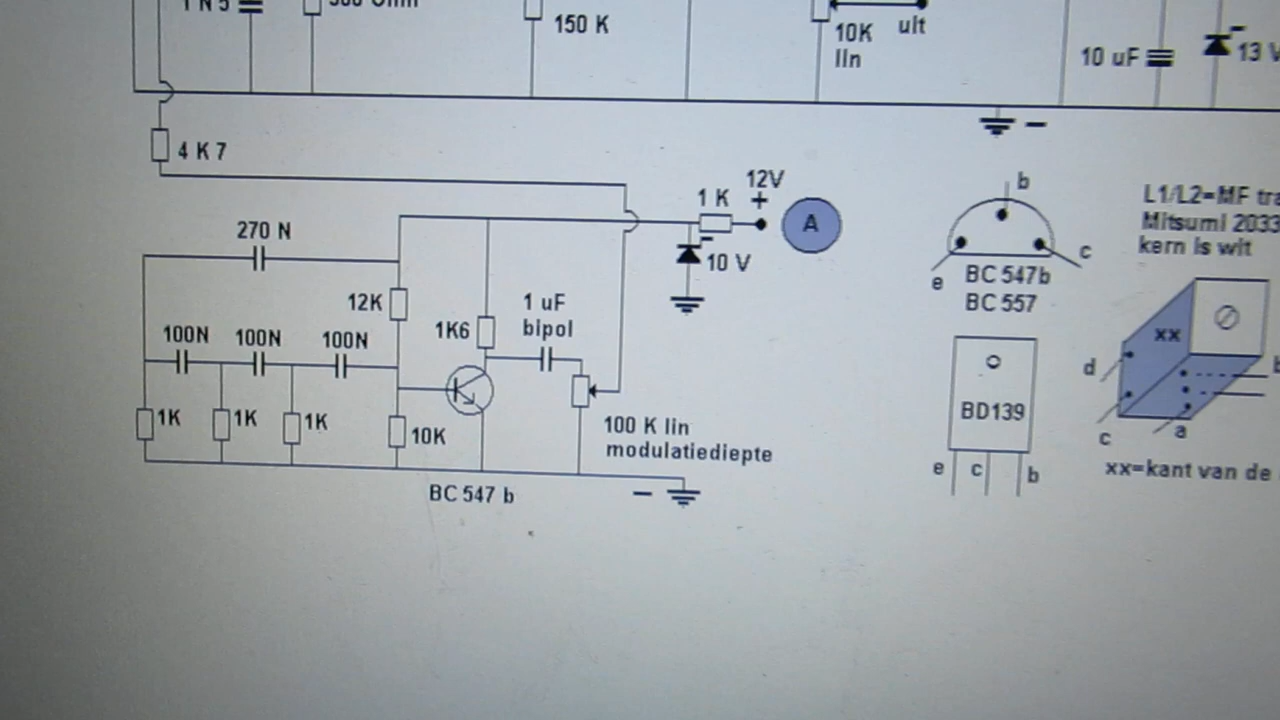 150 K
10K
lin
uit
10 uF
13 V
4 K 7
12V
+
1 K
A
10 V
270 N
12K
1K6
1 uF
bipol
100N
100N
100N
1K
1K
1K
10K
100 K lin
modulatiediepte
BC 547 b
b
c
e
BC 547b
BC 557
BD139
e
c
b
L1/L2=MF
Mitsumi 2033
kern is wit
xx
d
c
a
xx=kant van de